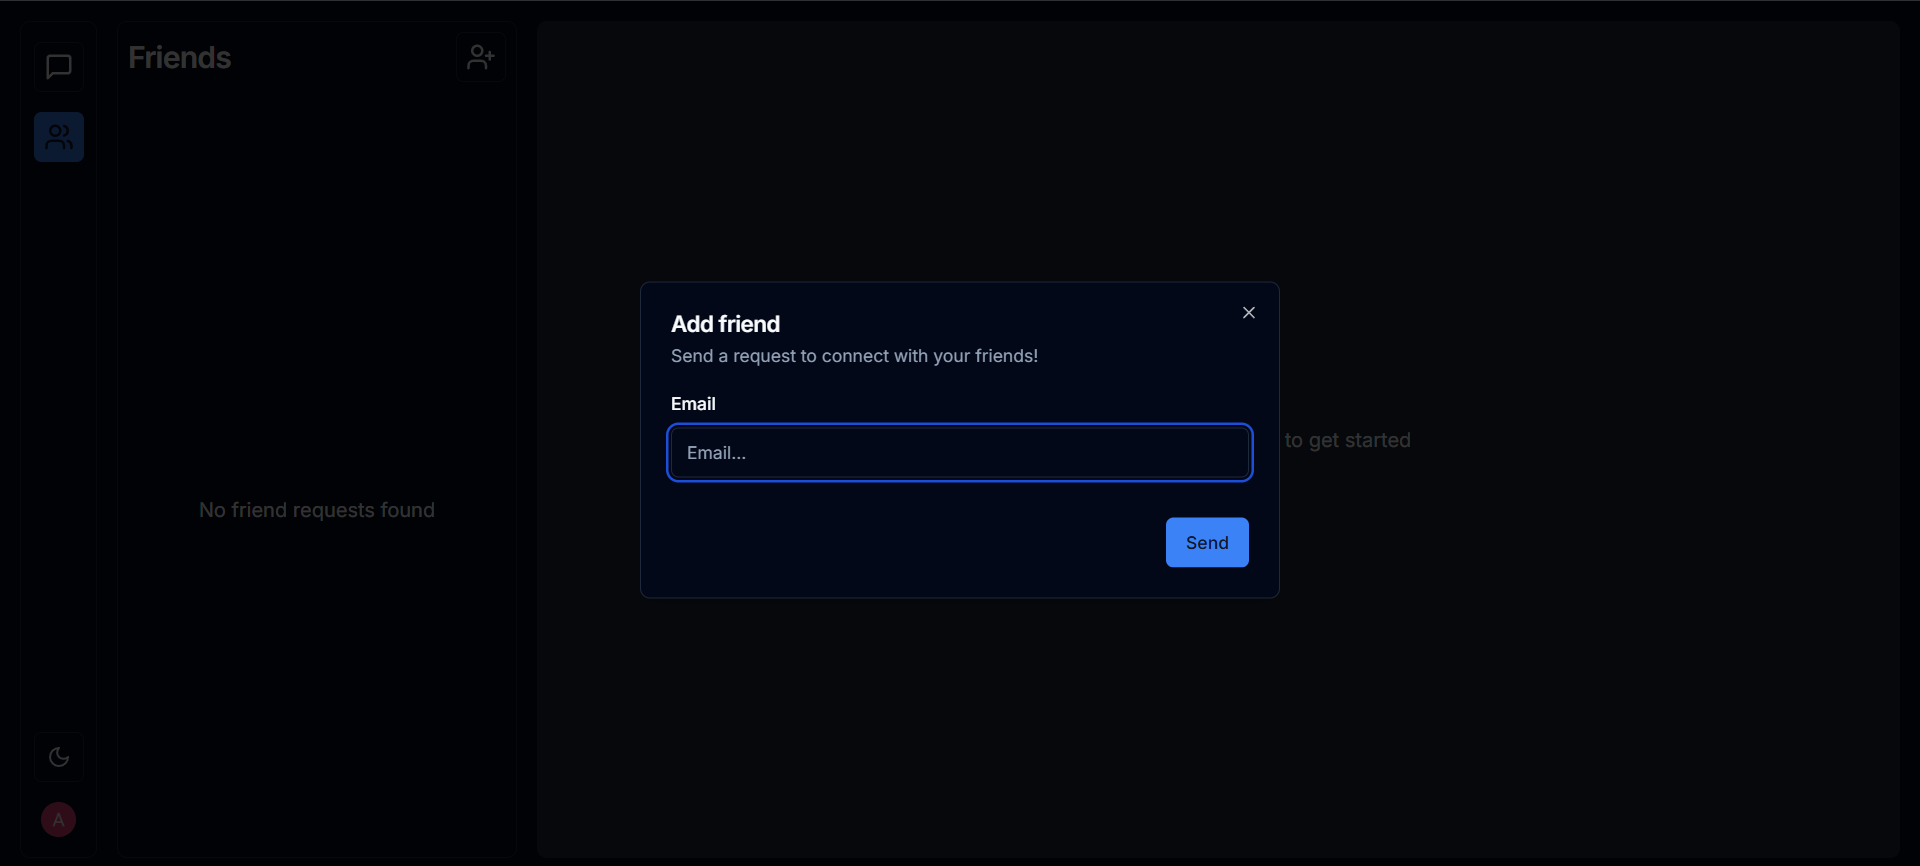 Friends
No friend requests found
Add friend
Send a request to connect with your friends!
Email
Email...
to get started
Send
A